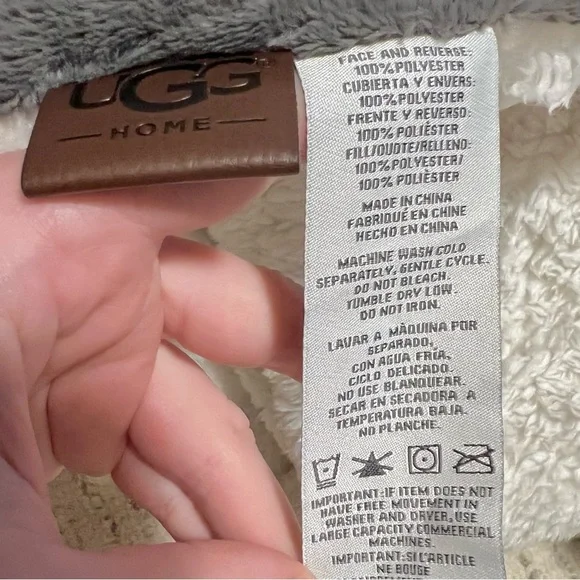 UGG®
HOME
FACE AND REVERSE:
100%POLYESTER
CUBIERTA Y ENVERS:
100%POLYESTER
FRENTE Y REVERSO:
100% POLIÉSTER
FILL/OUOTE/RELLENO:
100%POLYESTER/
100% POLIÈSTER
MADE IN CHINA
FABRIQUÉ EN CHINE
HECHO EN CHINA
MACHINE WASH COLD
SEPARATELY, GENTLE CYCLE.
DO NOT BLEACH.
TUMBLE DRY LOW.
DO NOT IRON.
LAVAR A MÀQUINA POR
SEPARADO,
CON AGUA FRÍA,
CICLO DELICADO.
NO USE BLANQUEAR.
SECAR EN SECADORA A
TEMPERATURA BAJA.
NO PLANCHE.
IMPORTANT:IF ITEM DOES NOT
HAVE FREE MOVEMENT IN
WASHER AND DRYER, USE
LARGE CAPACITY COMMERCIAL
MACHINES.
IMPORTANT:SI L'ARTICLE
NE BOUGE